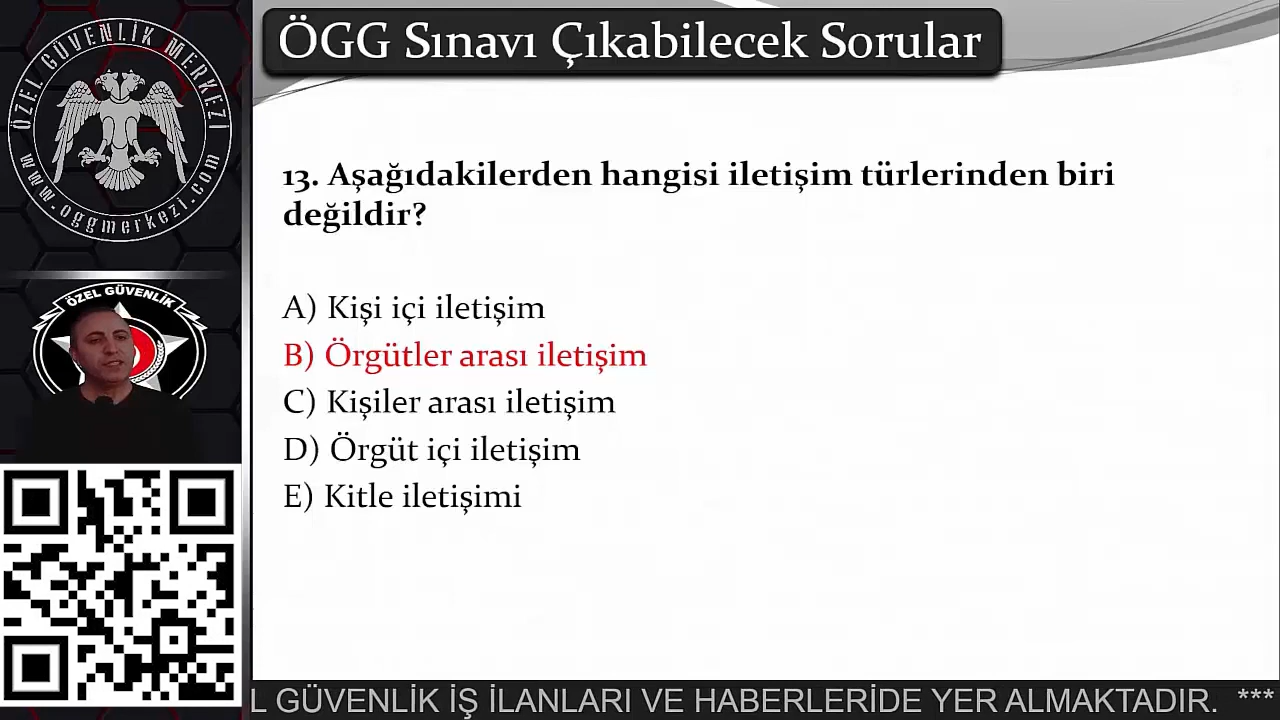 ÖGG Sınavı Çıkabilecek Sorular
ÖZEL GÜVENLİK MERKEZİ
www.oggmerkezi.com
13. Aşağıdakilerden hangisi iletişim türlerinden biri
değildir?
A) Kişi içi iletişim
B) Örgütler arası iletişim
C) Kişiler arası iletişim
D) Örgüt içi iletişim
E) Kitle iletişimi
ÖZEL GÜVENLİK
L GÜVENLİK İŞ İLANLARI VE HABERLERİDE YER ALMAKTADIR. ***